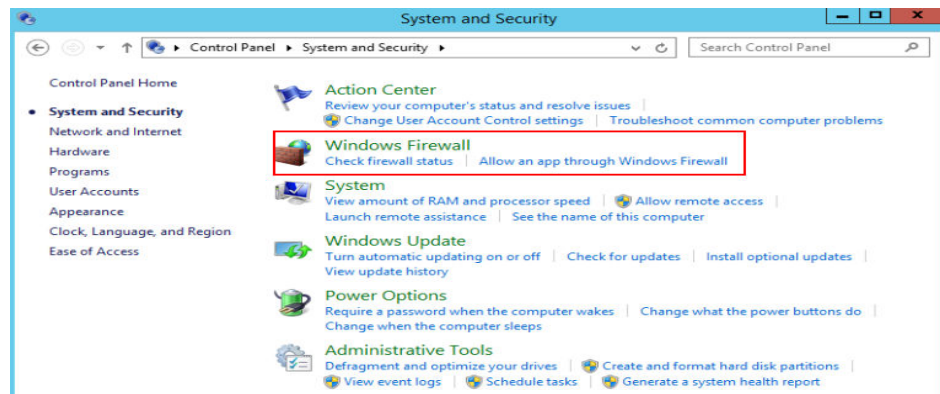 System and Security
Control Panel System and Security
Search Control Panel
Control Panel Home
System and Security
Network and Internet
Hardware
Programs
User Accounts
Appearance
Clock, Language, and Region
Ease of Access
Action Center
Review your computer's status and resolve issues
Change User Account Control settings Troubleshoot common computer problems
Windows Firewall
Check firewall status Allow an app through Windows Firewall
System
View amount of RAM and processor speed Allow remote access
Launch remote assistance See the name of this computer
Windows Update
Turn automatic updating on or off Check for updates Install optional updates
View update history
Power Options
Require a password when the computer wakes Change what the power buttons do
Change when the computer sleeps
Administrative Tools
Defragment and optimize your drives Create and format hard disk partitions
View event logs Schedule tasks Generate a system health report